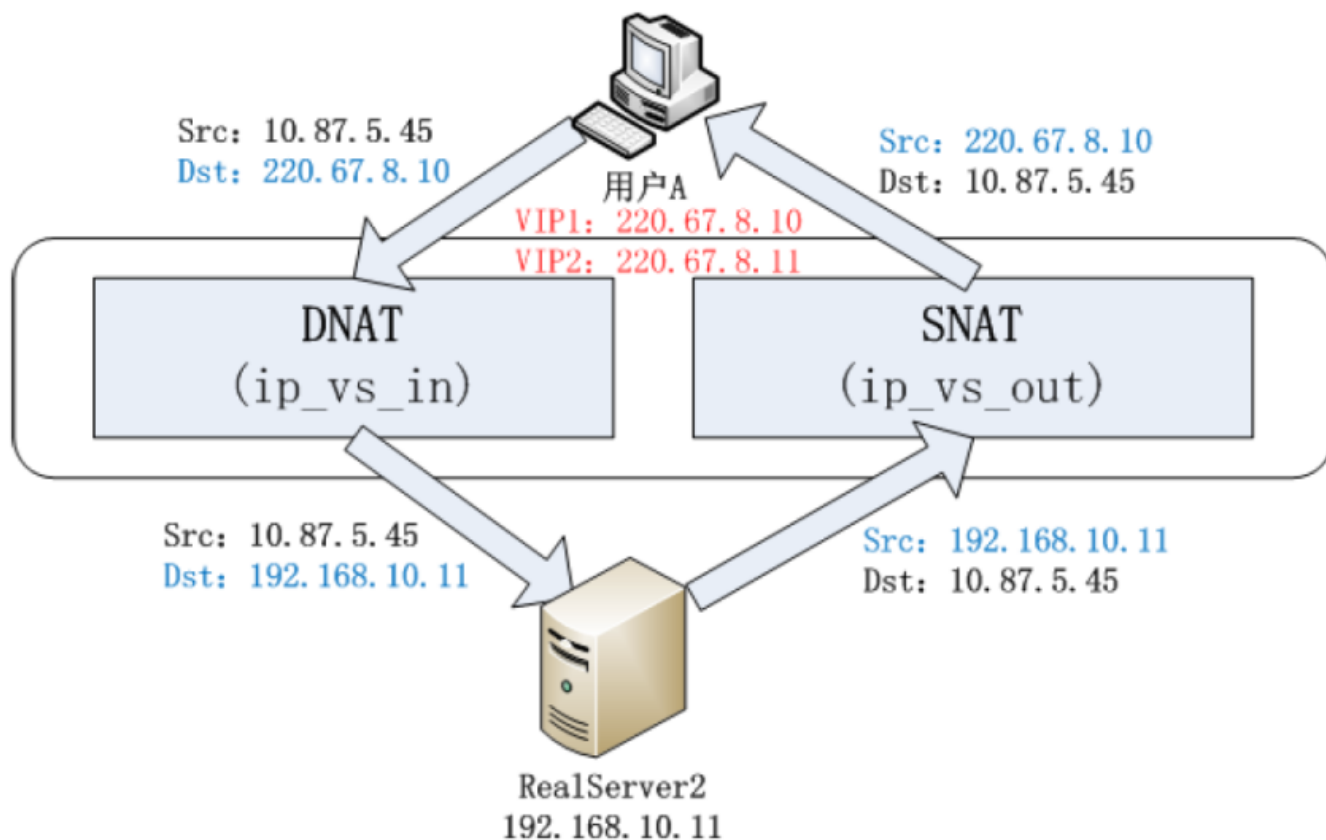 Src: 10.87.5.45
Dst: 220.67.8.10
Src: 220.67.8.10
Dst: 10.87.5.45
用户A
VIP1: 220.67.8.10
VIP2: 220.67.8.11
DNAT
(ip_vs_in)
SNAT
(ip_vs_out)
Src: 10.87.5.45
Dst: 192.168.10.11
Src: 192.168.10.11
Dst: 10.87.5.45
RealServer2
192.168.10.11